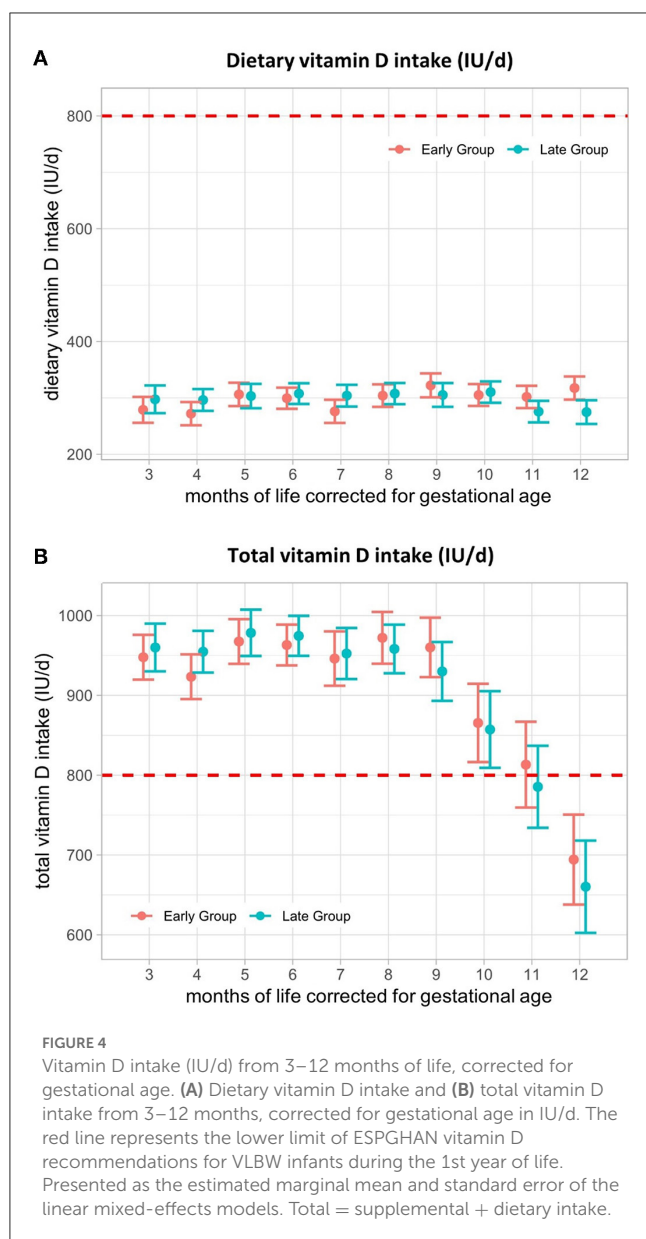 A
Dietary vitamin D intake (IU/d)
800
Early Group
Late Group
600
dietary vitamin D intake (IU/d)
400
200
3 4 5 6 7 8 9 10 11 12
months of life corrected for gestational age
B
Total vitamin D intake (IU/d)
1000
900
total vitamin D intake (IU/d)
800
700
Early Group
Late Group
600
3 4 5 6 7 8 9 10 11 12
months of life corrected for gestational age
FIGURE 4
Vitamin D intake (IU/d) from 3–12 months of life, corrected for
gestational age. (A) Dietary vitamin D intake and (B) total vitamin D
intake from 3–12 months, corrected for gestational age in IU/d. The
red line represents the lower limit of ESPGHAN vitamin D
recommendations for VLBW infants during the 1st year of life.
Presented as the estimated marginal mean and standard error of the
linear mixed-effects models. Total = supplemental + dietary intake.